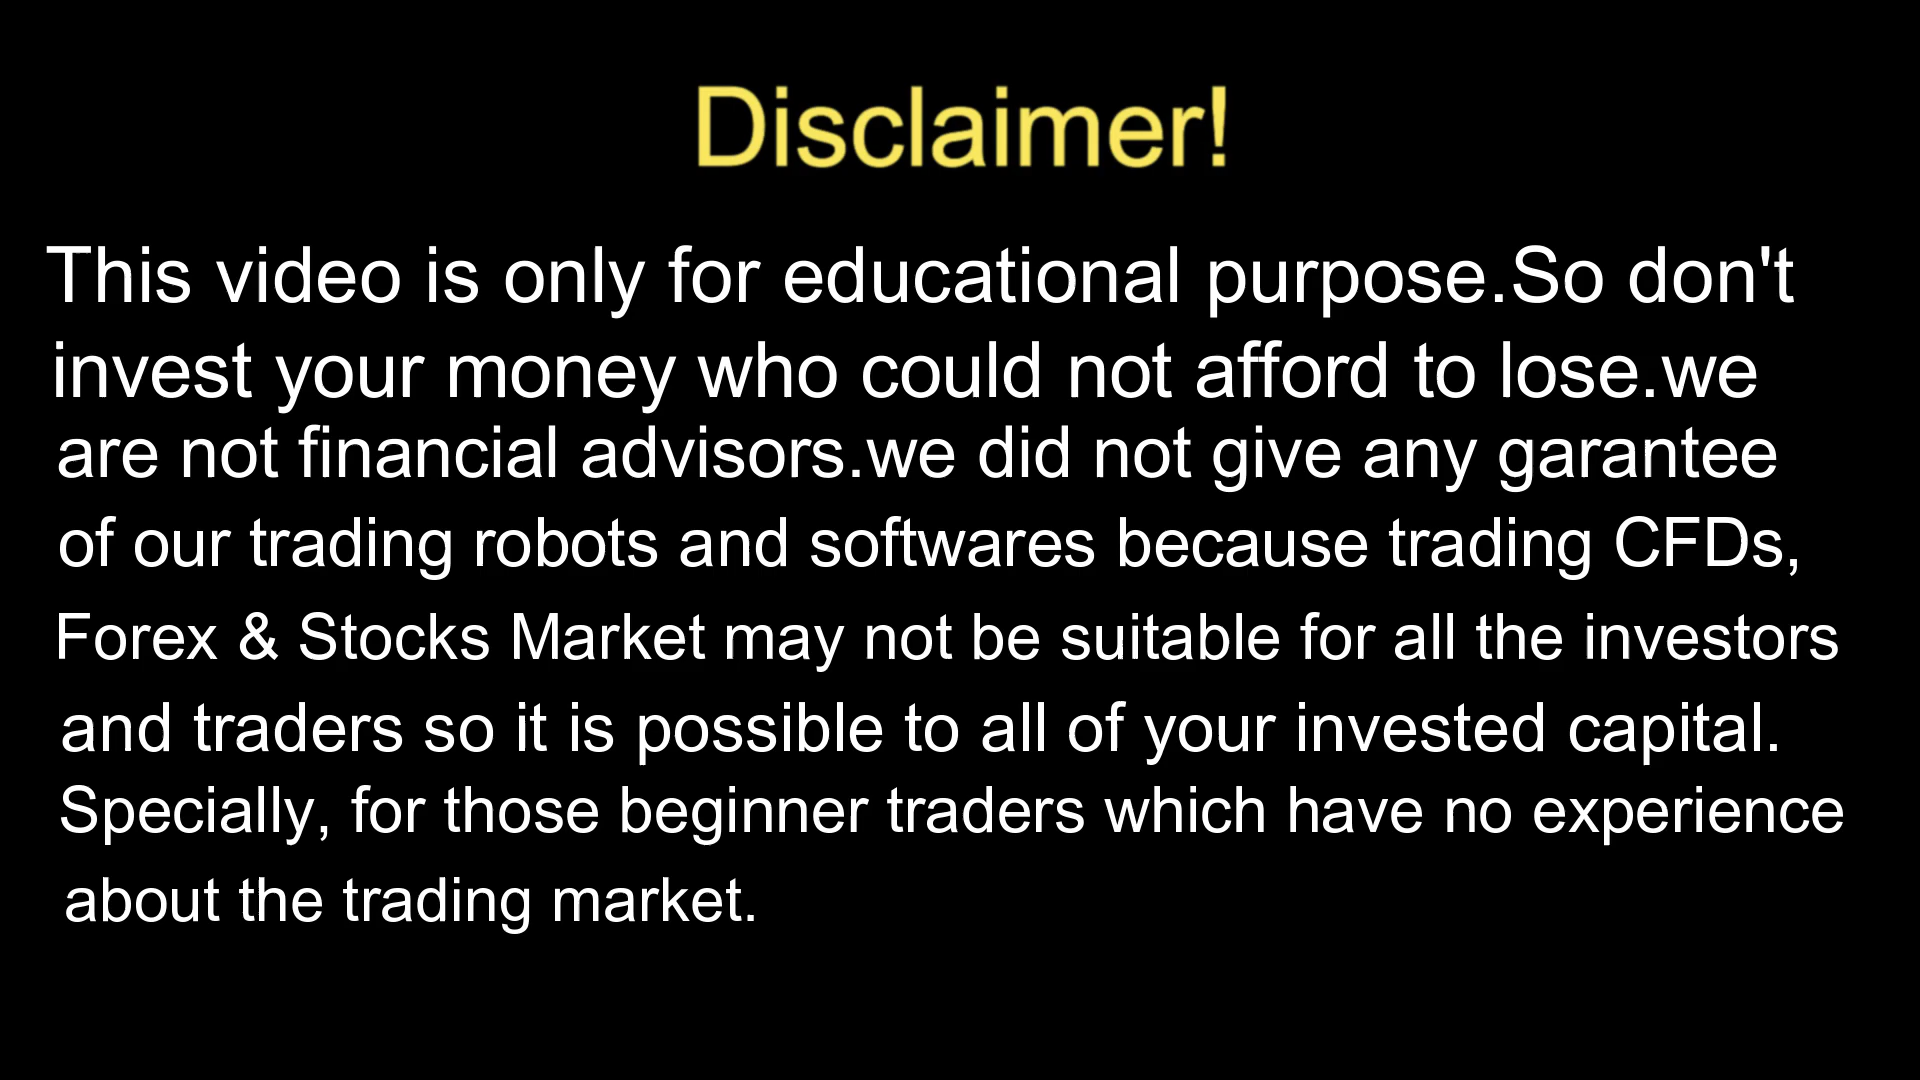 Disclaimer!
This video is only for educational purpose.So don't
invest your money who could not afford to lose.we
are not financial advisors.we did not give any garantee
of our trading robots and softwares because trading CFDs,
Forex & Stocks Market may not be suitable for all the investors
and traders so it is possible to all of your invested capital.
Specially, for those beginner traders which have no experience
about the trading market.